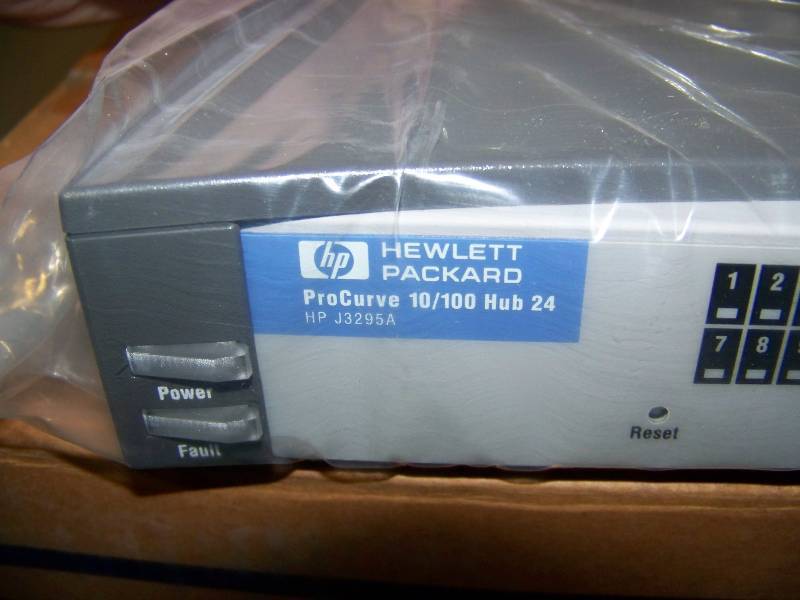 hp HEWLETT
PACKARD
ProCurve 10/100 Hub 24
HP J3295A
1 2
7 8
Power
Fault
Reset